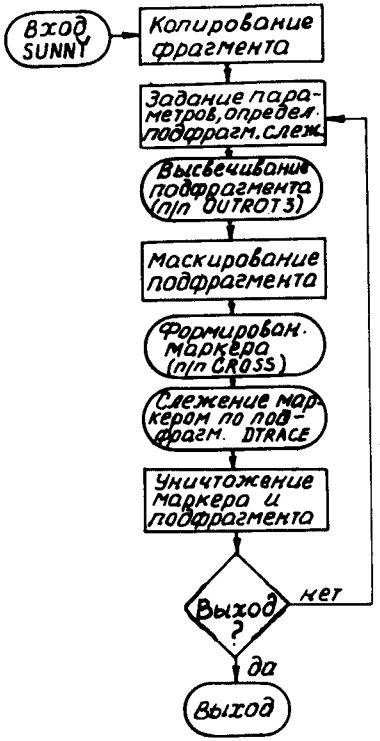 Вход
SUNNY
Копирование
фрагмента
Задание пара-
метров, определ.
подфрагм. слеж.
Высвечивание
подфрагмента
(п/п OUTROT3)
Маскирование
подфрагмента
Формирован.
маркера
(п/п CROSS)
Слежение мар-
кером по под-
фрагм. DTRACE
Уничтожение
маркера и
подфрагмента
Выход
?
нет
да
Выход